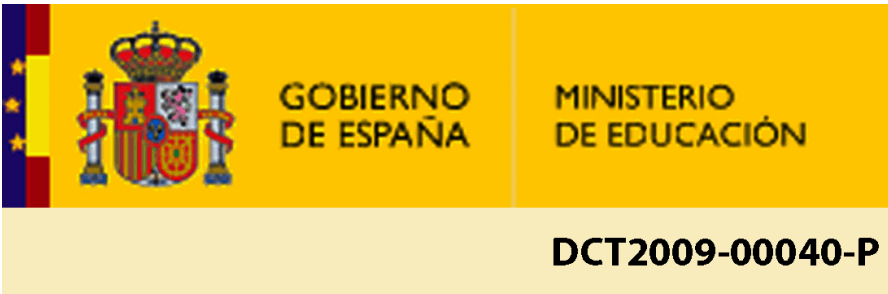 GOBIERNO
DE ESPAÑA
MINISTERIO
DE EDUCACIÓN
DCT2009-00040-P